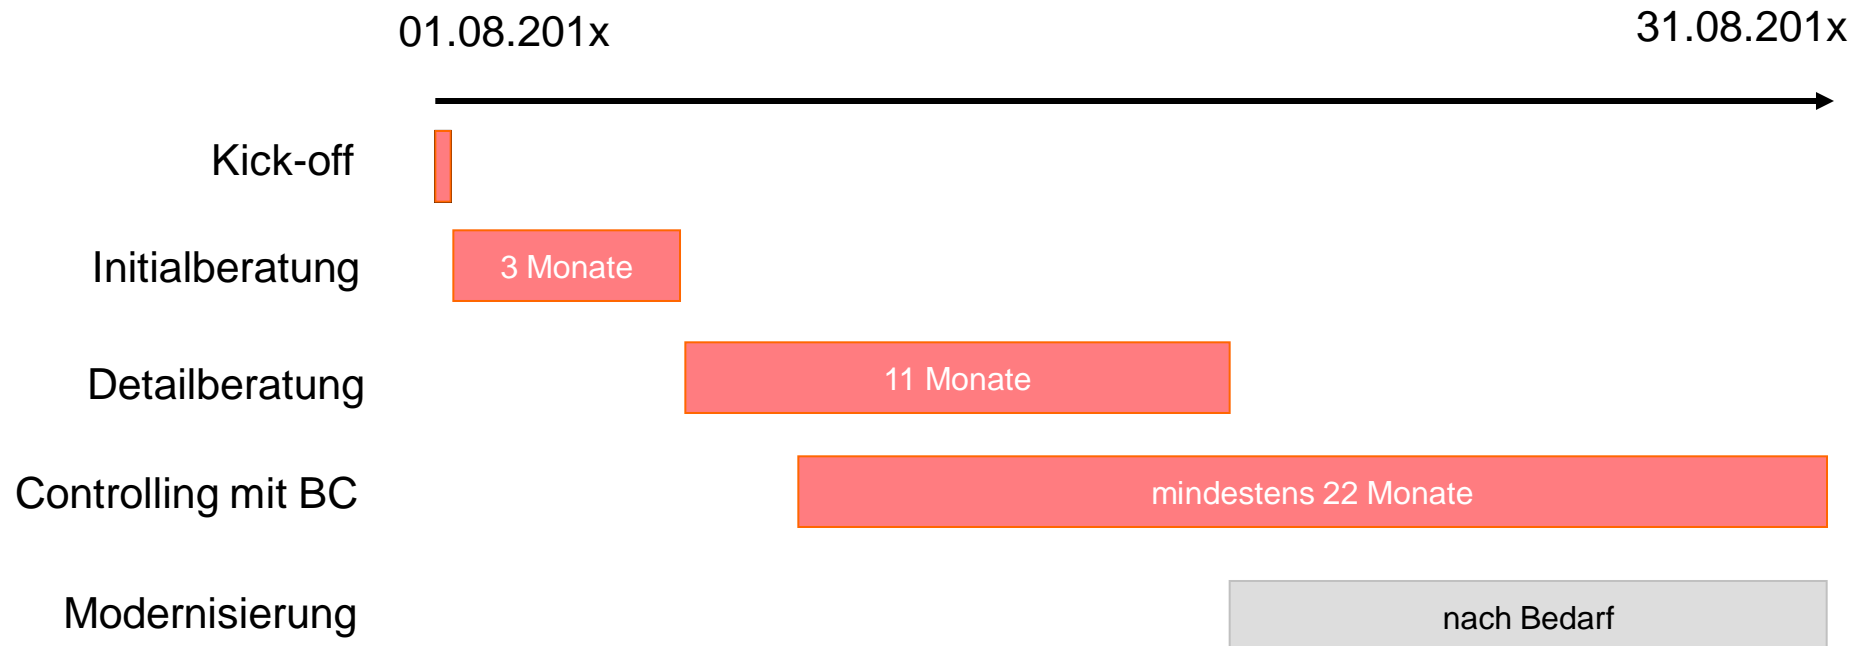 01.08.201x
31.08.201x
Kick-off
Initialberatung
3 Monate
Detailberatung
11 Monate
Controlling mit BC
mindestens 22 Monate
Modernisierung
nach Bedarf